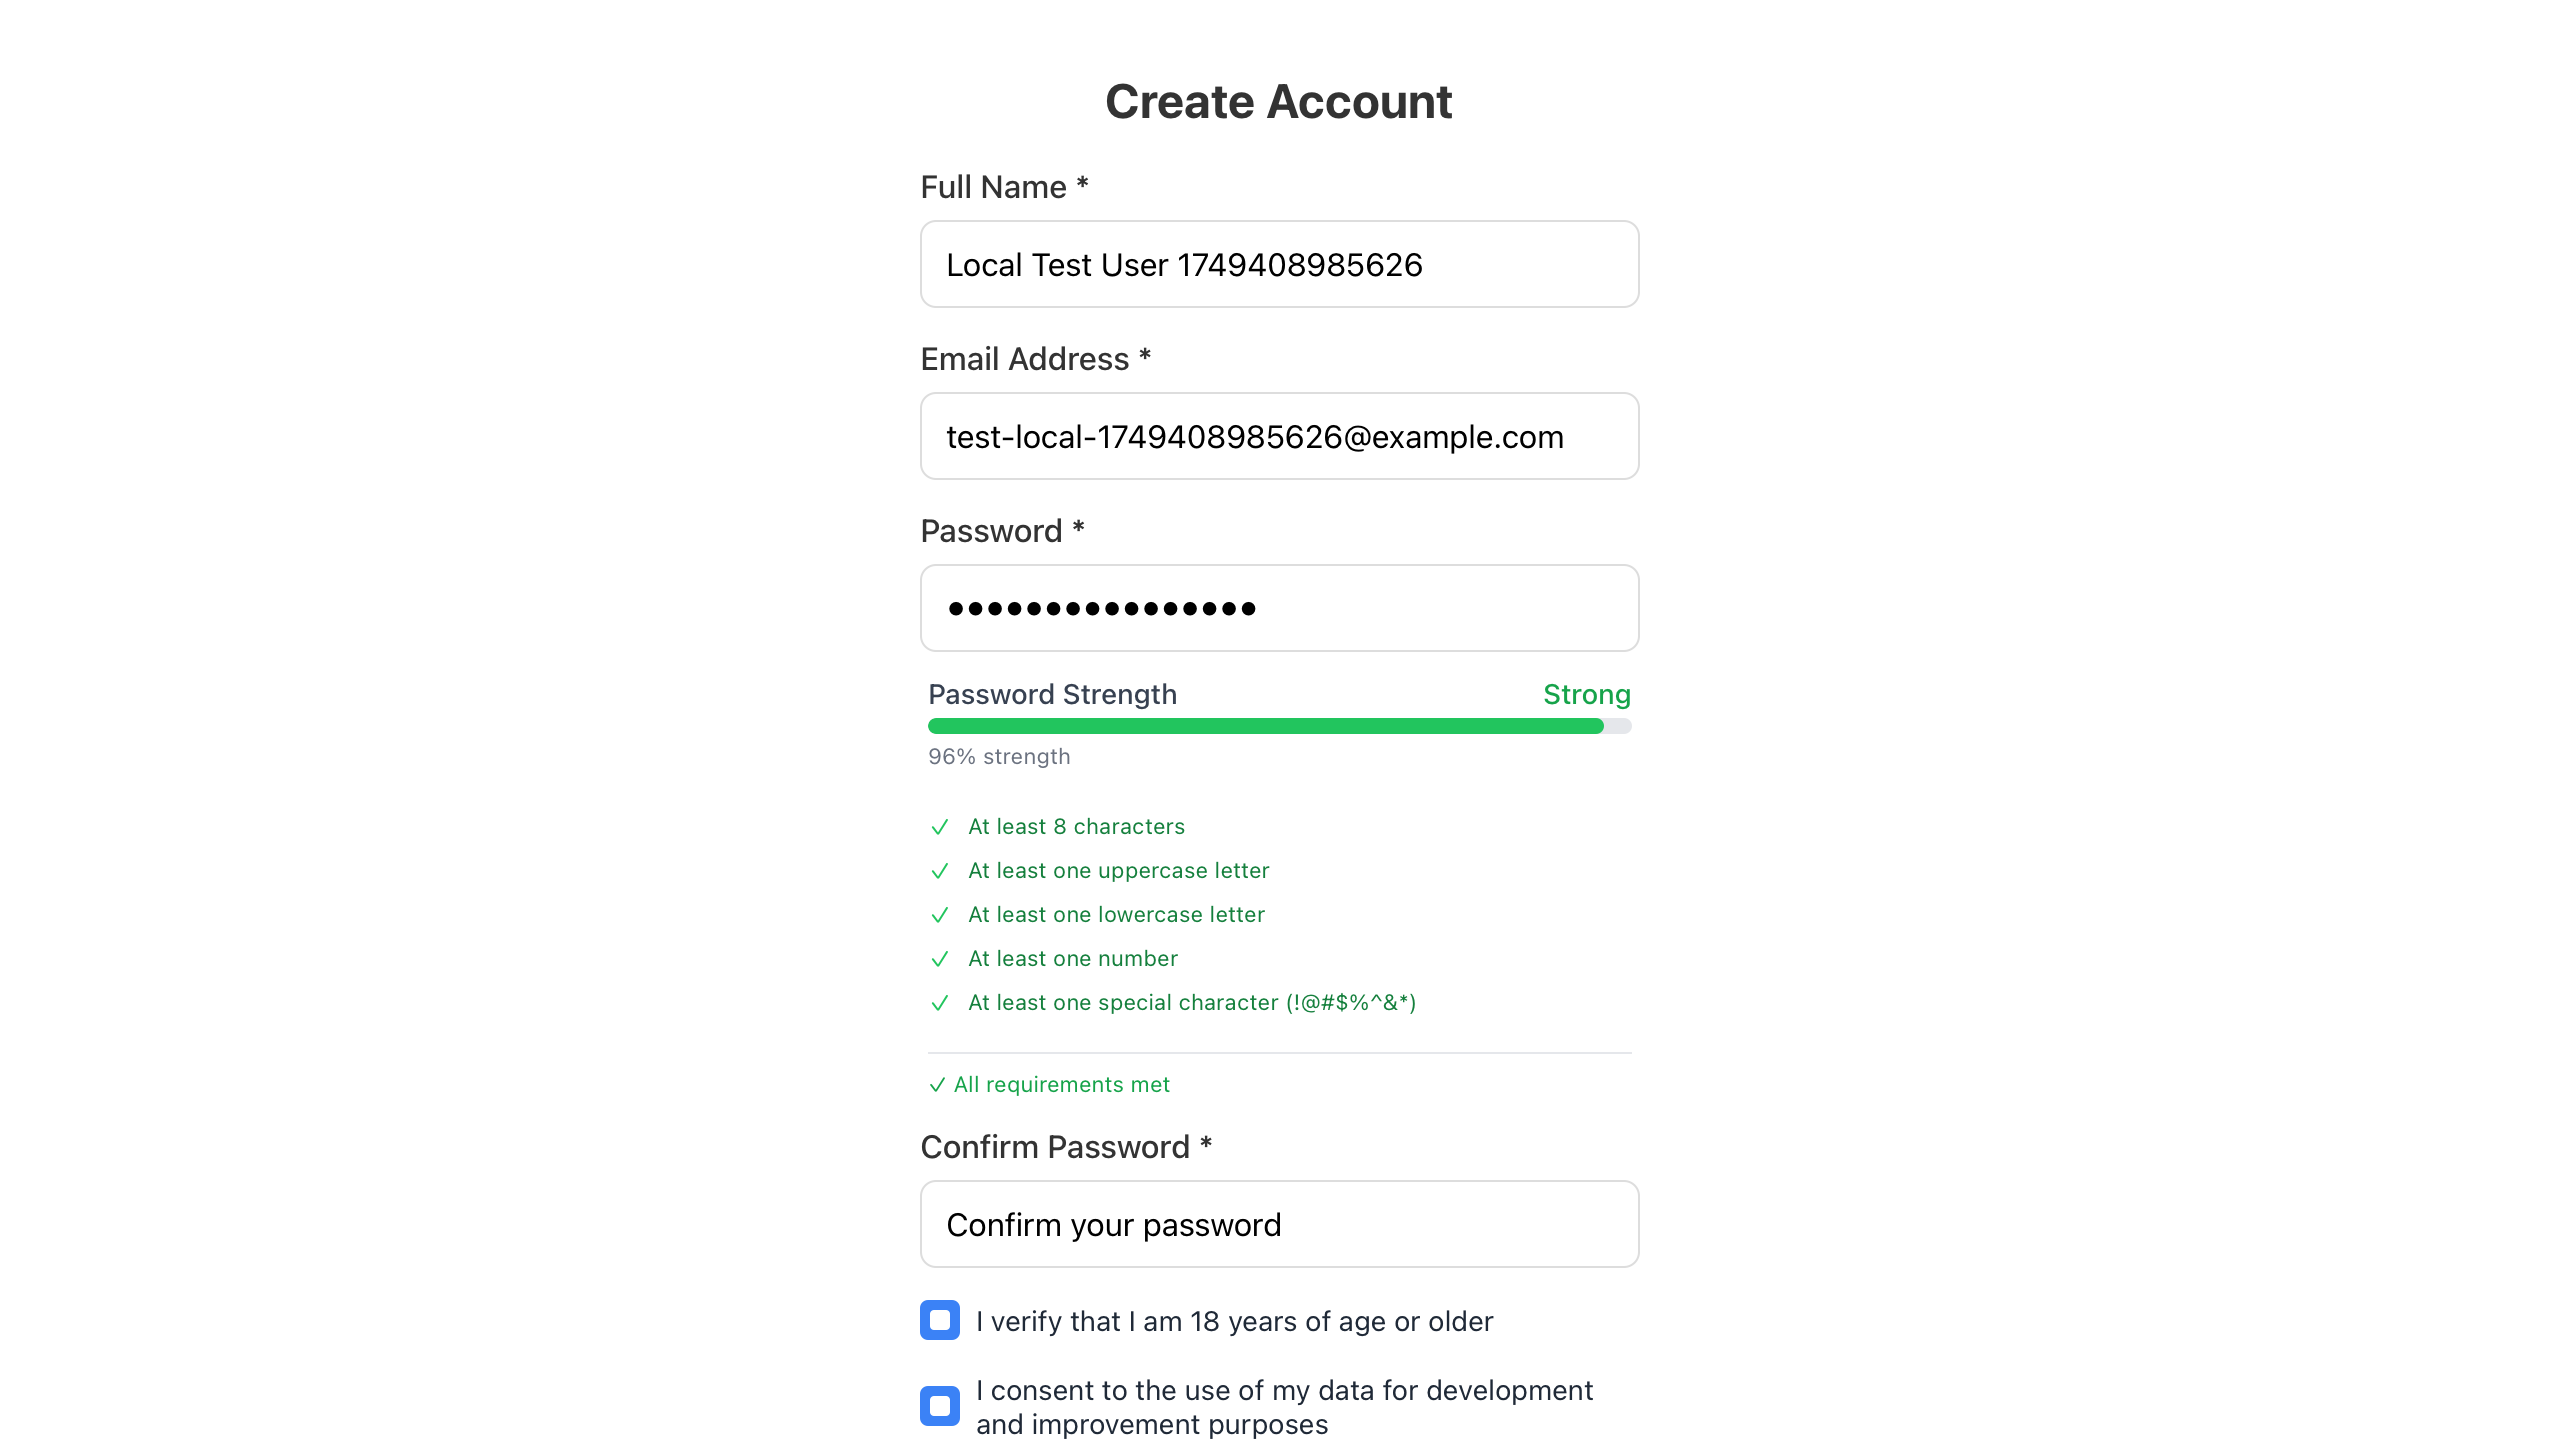 Create Account
Full Name *
Local Test User 1749408985626
Email Address *
test-local-1749408985626@example.com
Password *
••••••••••••••••
Password Strength Strong
96% strength
✓ At least 8 characters
✓ At least one uppercase letter
✓ At least one lowercase letter
✓ At least one number
✓ At least one special character (!@#$%^&*)
✓ All requirements met
Confirm Password *
Confirm your password
I verify that I am 18 years of age or older
I consent to the use of my data for development
and improvement purposes